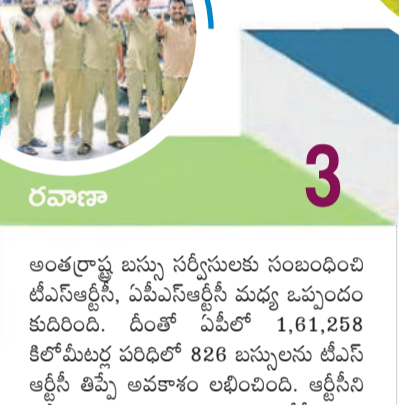 రవాణా
3
అంతర్రాష్ట్ర బస్సు సర్వీసులకు సంబంధించి
టీఎస్ఆర్టీసీ, ఏపీఎస్ఆర్టీసీ మధ్య ఒప్పందం
కుదిరింది. దీంతో ఏపీలో 1,61,258
కిలోమీటర్ల పరిధిలో 826 బస్సులను టీఎస్
ఆర్టీసీ తిప్పే అవకాశం లభించింది. ఆర్టీసీని